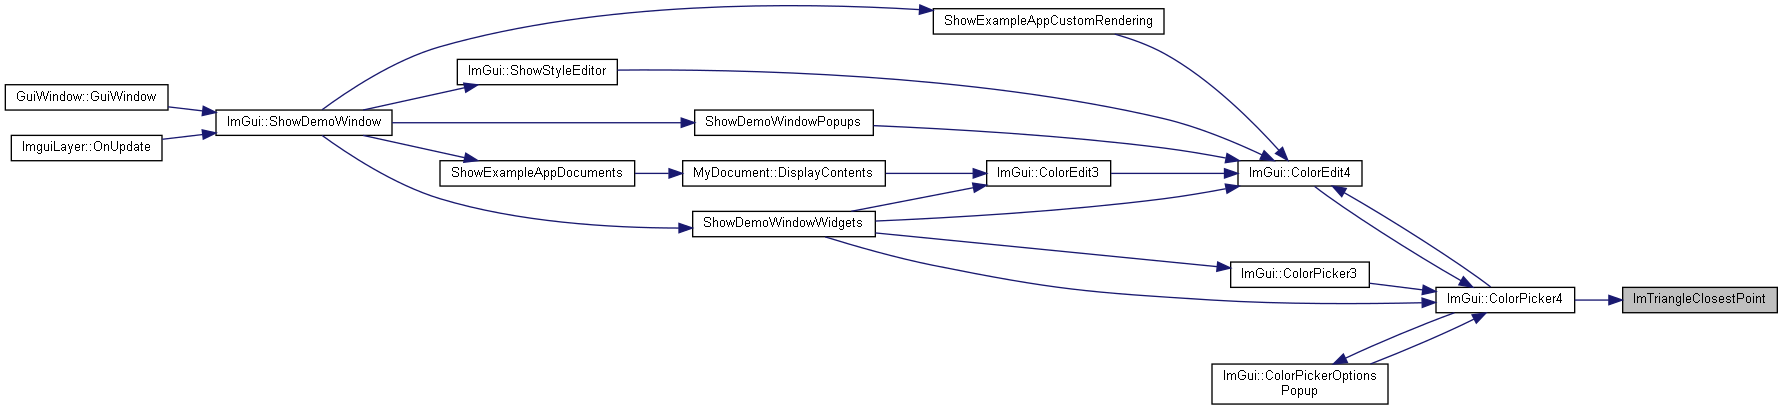 ShowExampleAppCustomRendering
ImGui::ShowStyleEditor
GuiWindow::GuiWindow
ImGui::ShowDemoWindow
ShowDemoWindowPopups
ImguiLayer::OnUpdate
ShowExampleAppDocuments
MyDocument::DisplayContents
ImGui::ColorEdit3
ImGui::ColorEdit4
ShowDemoWindowWidgets
ImGui::ColorPicker3
ImGui::ColorPicker4
ImTriangleClosestPoint
ImGui::ColorPickerOptions
Popup